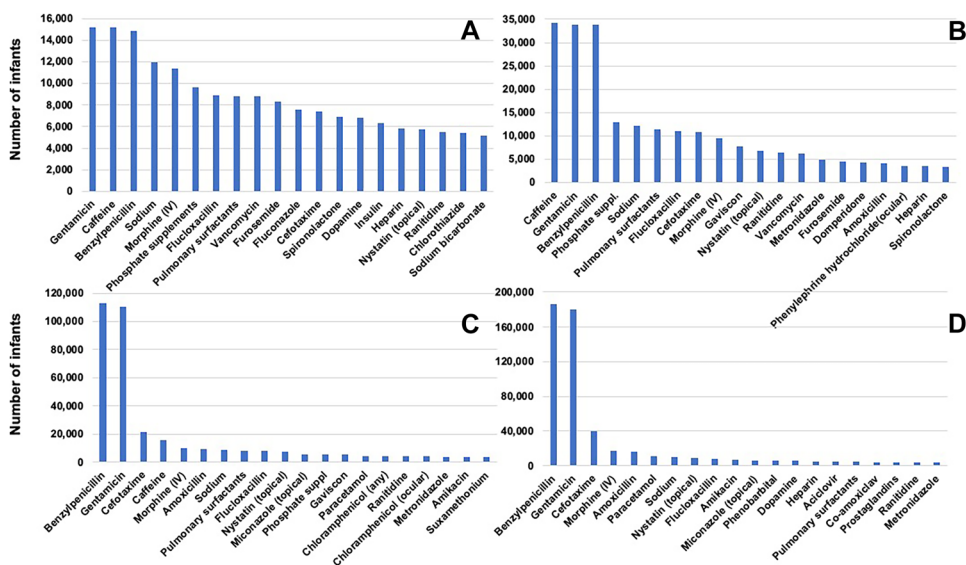 A
Number of infants
16,000
14,000
12,000
10,000
8,000
6,000
4,000
2,000
0
Gentamicin
Caffeine
Benzylpenicillin
Sodium
Morphine (IV)
Phosphate supplements
Flucloxacillin
Pulmonary surfactants
Vancomycin
Furosemide
Fluconazole
Cefotaxime
Spironolactone
Dopamine
Insulin
Heparin
Nystatin (topical)
Ranitidine
Chlorothiazide
Sodium bicarbonate
B
35,000
30,000
25,000
20,000
15,000
10,000
5,000
0
Caffeine
Gentamicin
Benzylpenicillin
Phosphate suppl.
Sodium
Pulmonary surfactants
Flucloxacillin
Cefotaxime
Morphine (IV)
Gaviscon
Nystatin (topical)
Ranitidine
Vancomycin
Metronidazole
Furosemide
Domperidone
Amoxicillin
Phenylephrine hydrochloride(ocular)
Heparin
Spironolactone
C
Number of infants
120,000
100,000
80,000
60,000
40,000
20,000
0
Benzylpenicillin
Gentamicin
Cefotaxime
Caffeine
Morphine (IV)
Amoxicillin
Sodium
Pulmonary surfactants
Flucloxacillin
Nystatin (topical)
Miconazole (topical)
Phosphate suppl
Gaviscon
Paracetamol
Chloramphenicol (any)
Ranitidine
Chloramphenicol (ocular)
Metronidazole
Amikacin
Suxamethonium
D
200,000
160,000
120,000
80,000
40,000
0
Benzylpenicillin
Gentamicin
Cefotaxime
Morphine (IV)
Amoxicillin
Paracetamol
Sodium
Nystatin (topical)
Flucloxacillin
Amikacin
Miconazole (topical)
Phenobarbital
Dopamine
Heparin
Aciclovir
Pulmonary surfactants
Co-amoxiclav
Prostaglandins
Ranitidine
Metronidazole